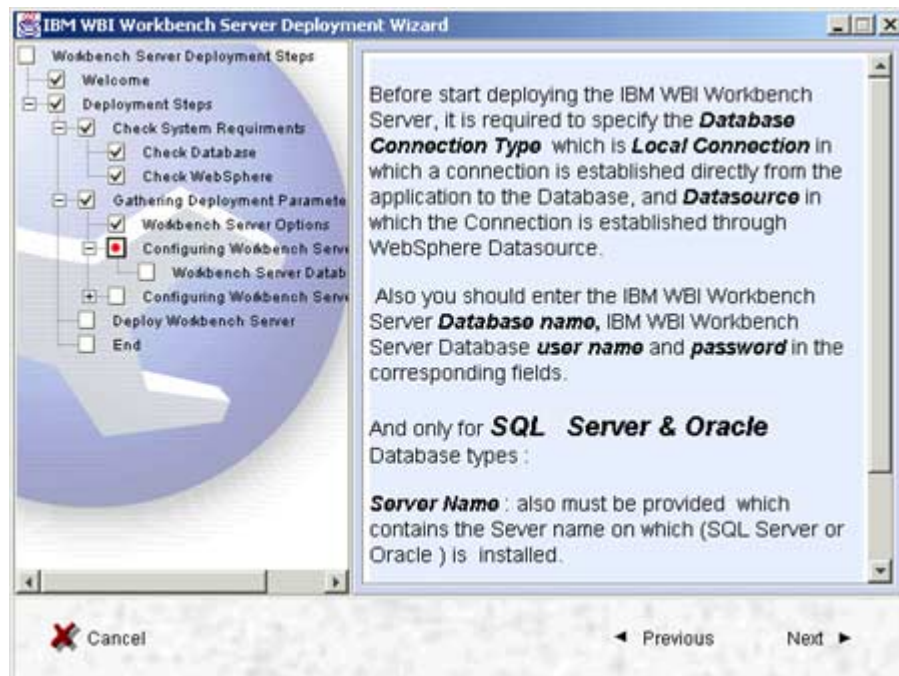 IBM WBI Workbench Server Deployment Wizard
Workbench Server Deployment Steps
Welcome
Deployment Steps
Check System Requirments
Check Database
Check WebSphere
Gathering Deployment Paramete
Workbench Server Options
Configuring Workbench Serve
Workbench Server Datab
Configuring Workbench Serve
Deploy Workbench Server
End
Before start deploying the IBM WBI Workbench
Server, it is required to specify the Database
Connection Type which is Local Connection in
which a connection is established directly from the
application to the Database, and Datasource in
which the Connection is established through
WebSphere Datasource.
Also you should enter the IBM WBI Workbench
Server Database name, IBM WBI Workbench
Server Database user name and password in the
corresponding fields.
And only for SQL Server & Oracle
Database types :
Server Name : also must be provided which
contains the Sever name on which (SQL Server or
Oracle ) is installed.
Cancel
Previous
Next